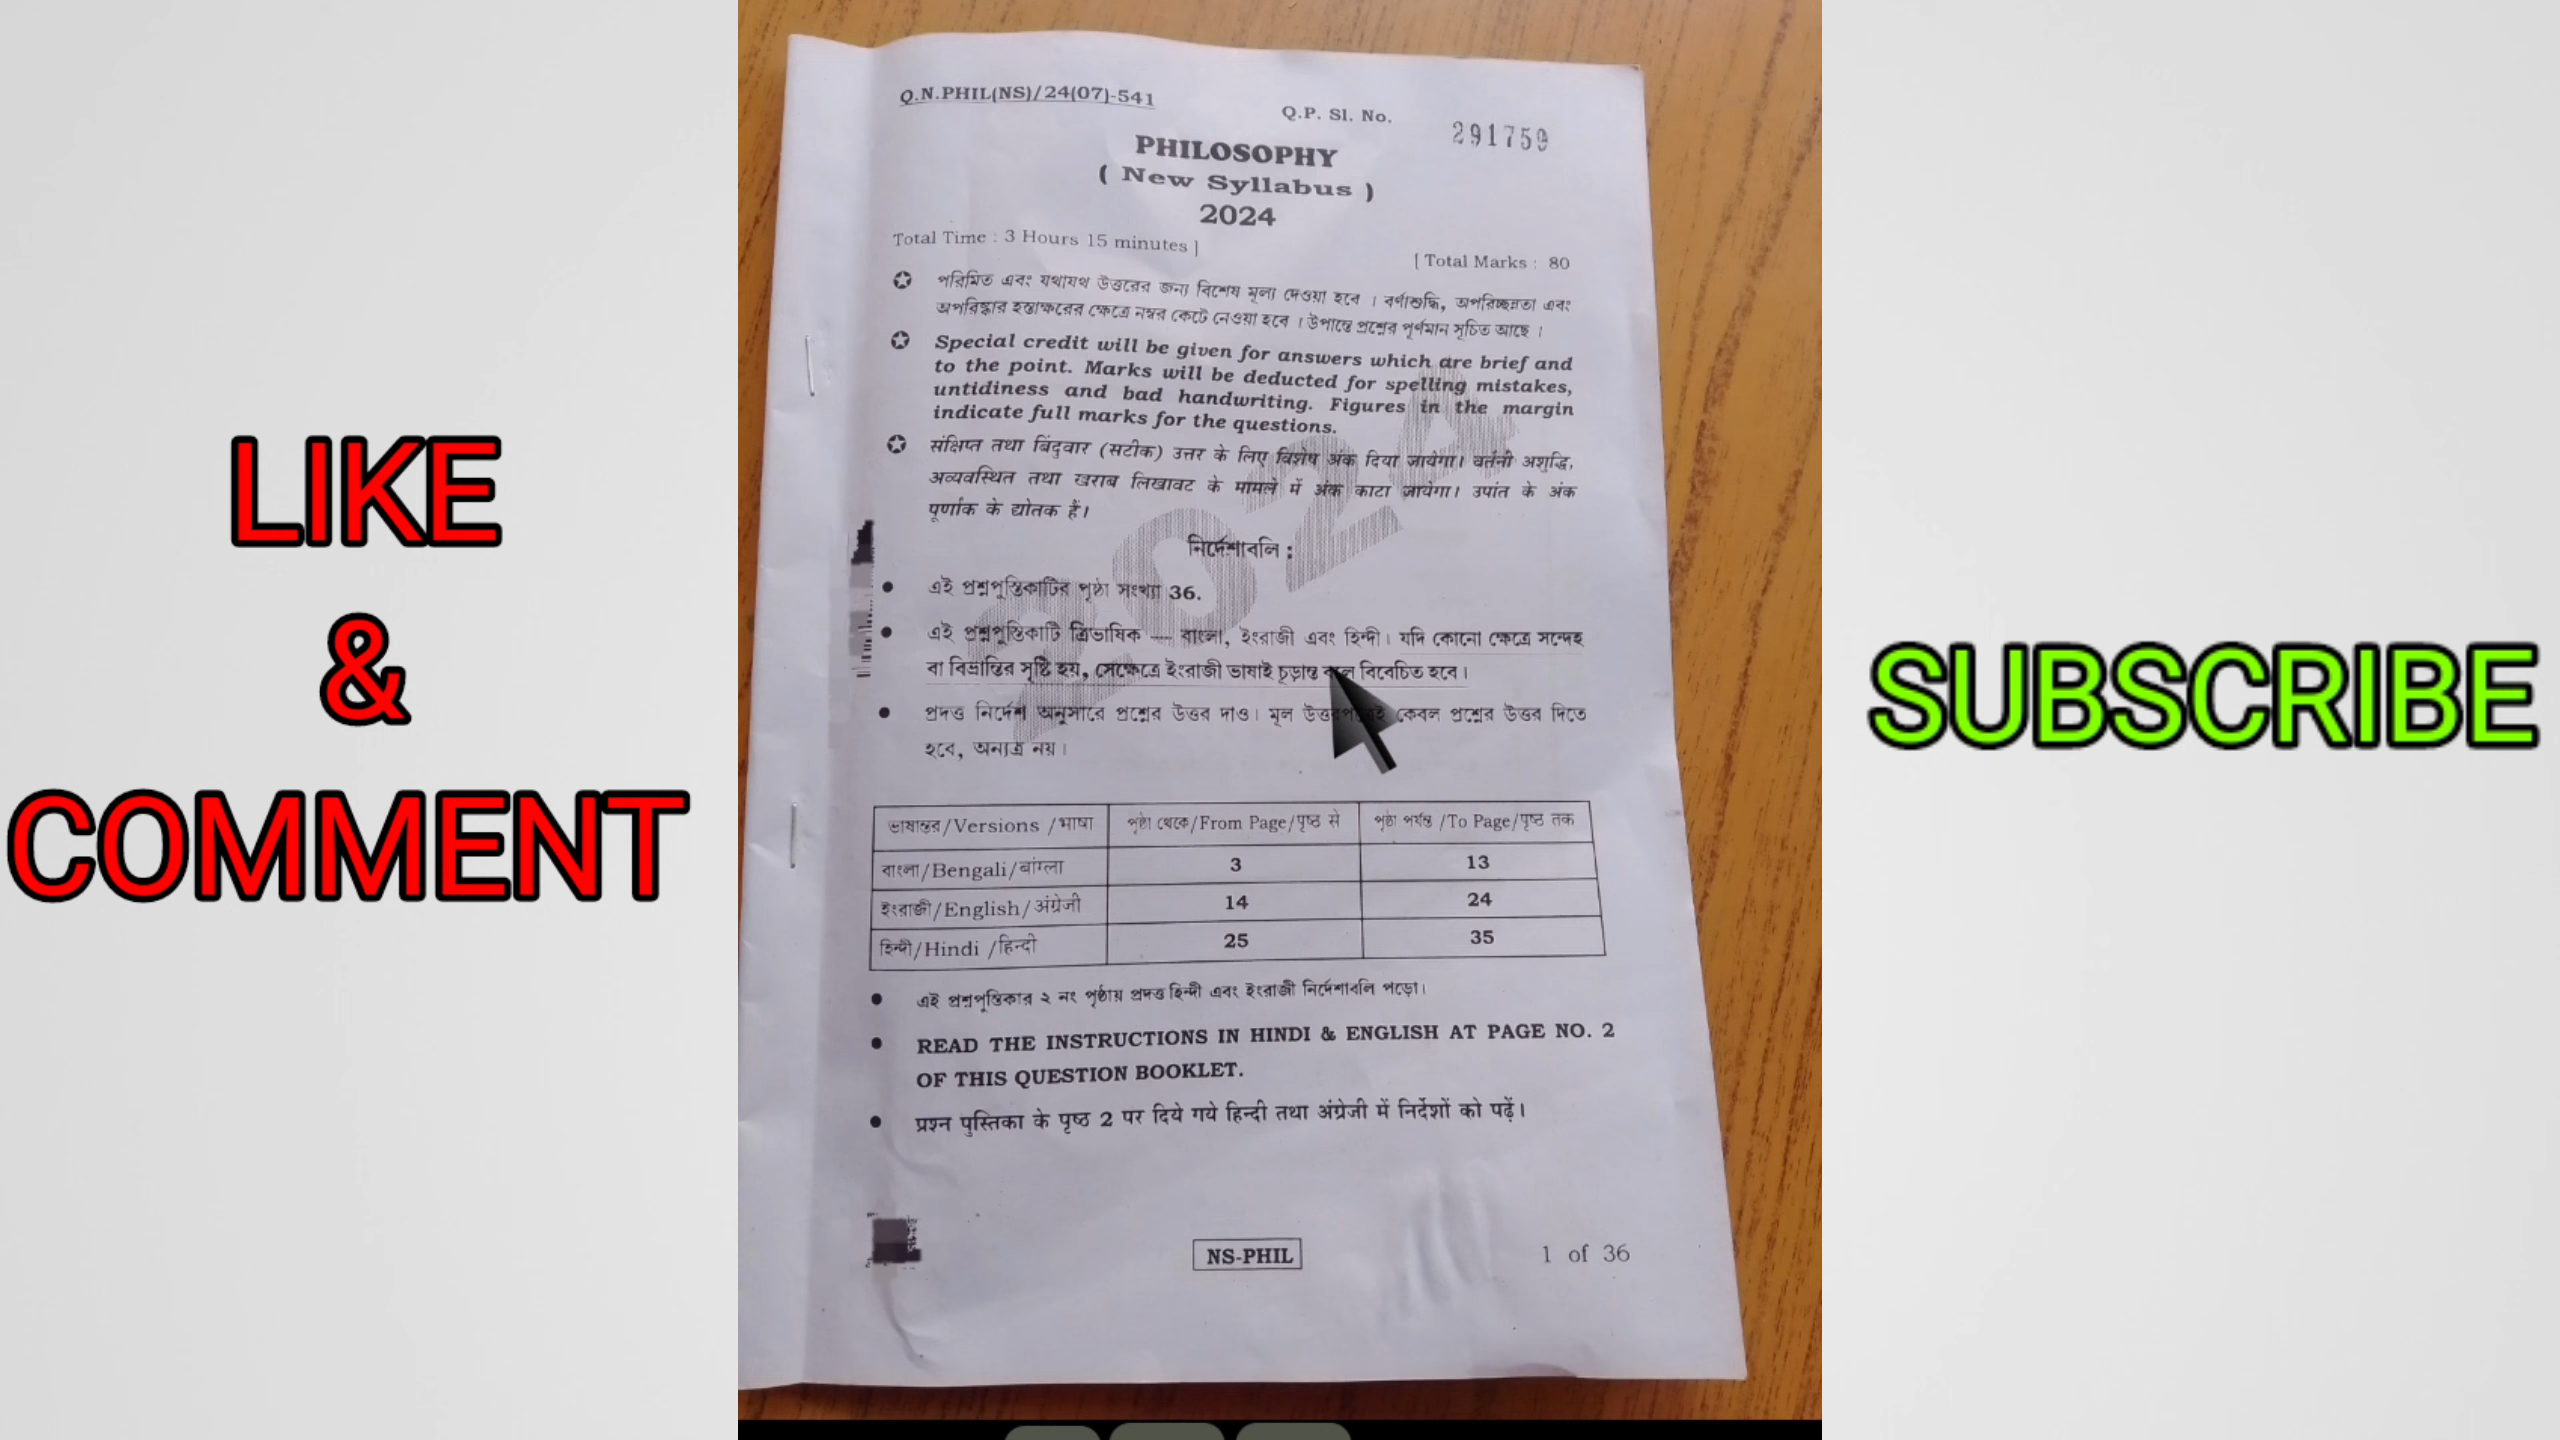 LIKE
&
COMMENT
SUBSCRIBE
Q.N.PHIL(NS)/24(07)-541
Q.P. Sl. No. 291759
PHILOSOPHY
( New Syllabus )
2024
Total Time : 3 Hours 15 minutes ]
[ Total Marks : 80
পরিমিত এবং যথাযথ উত্তরের জন্য বিশেষ মূল্য দেওয়া হবে । বর্ণাশুদ্ধি, অপরিচ্ছন্নতা এবং
অপরিষ্কার হস্তাক্ষরের ক্ষেত্রে নম্বর কেটে নেওয়া হবে । উপান্তে প্রশ্নের পূর্ণমান সূচিত আছে ।
Special credit will be given for answers which are brief and
to the point. Marks will be deducted for spelling mistakes,
untidiness and bad handwriting. Figures in the margin
indicate full marks for the questions.
संक्षिप्त तथा बिंदुवार (सटीक) उत्तर के लिए विशेष अंक दिया जायेगा। वर्तनी अशुद्धि,
अव्यवस्थित तथा खराब लिखावट के मामले में अंक काटा जायेगा। उपांत के अंक
पूर्णांक के द्योतक हैं।
নির্দেশাবলি :
এই প্রশ্নপুস্তিকাটির পৃষ্ঠা সংখ্যা 36.
এই প্রশ্নপুস্তিকাটি ত্রিভাষিক — বাংলা, ইংরাজী এবং হিন্দী। যদি কোনো ক্ষেত্রে সন্দেহ
বা বিভ্রান্তির সৃষ্টি হয়, সেক্ষেত্রে ইংরাজী ভাষাই চূড়ান্ত বলে বিবেচিত হবে।
প্রদত্ত নির্দেশ অনুসারে প্রশ্নের উত্তর দাও। মূল কেবল প্রশ্নের উত্তর দিতে
হবে, অন্যত্র নয়।
ভাষান্তর/Versions /भाषा পৃষ্ঠা থেকে/From Page/पृष्ठ से পৃষ্ঠা পর্যন্ত /To Page/पृष्ठ तक
বাংলা/Bengali/बांग्ला 3 13
ইংরাজী/English/अंग्रेजी 14 24
হিন্দী/Hindi /हिन्दी 25 35
এই প্রশ্নপুস্তিকার ২ নং পৃষ্ঠায় প্রদত্ত হিন্দী এবং ইংরাজী নির্দেশাবলি পড়ো।
READ THE INSTRUCTIONS IN HINDI & ENGLISH AT PAGE NO. 2
OF THIS QUESTION BOOKLET.
प्रश्न पुस्तिका के पृष्ठ 2 पर दिये गये हिन्दी तथा अंग्रेजी में निर्देशों को पढ़ें।
NS-PHIL
1 of 36